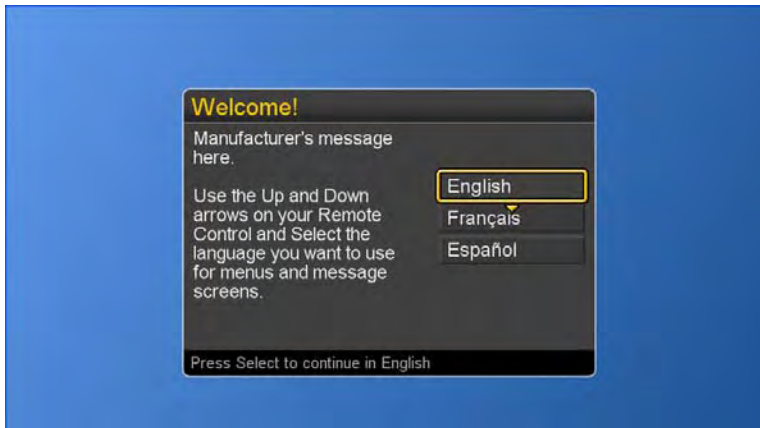 Welcome!
Manufacturer's message
here.
Use the Up and Down
arrows on your Remote
Control and Select the
language you want to use
for menus and message
screens.
English
Français
Español
Press Select to continue in English